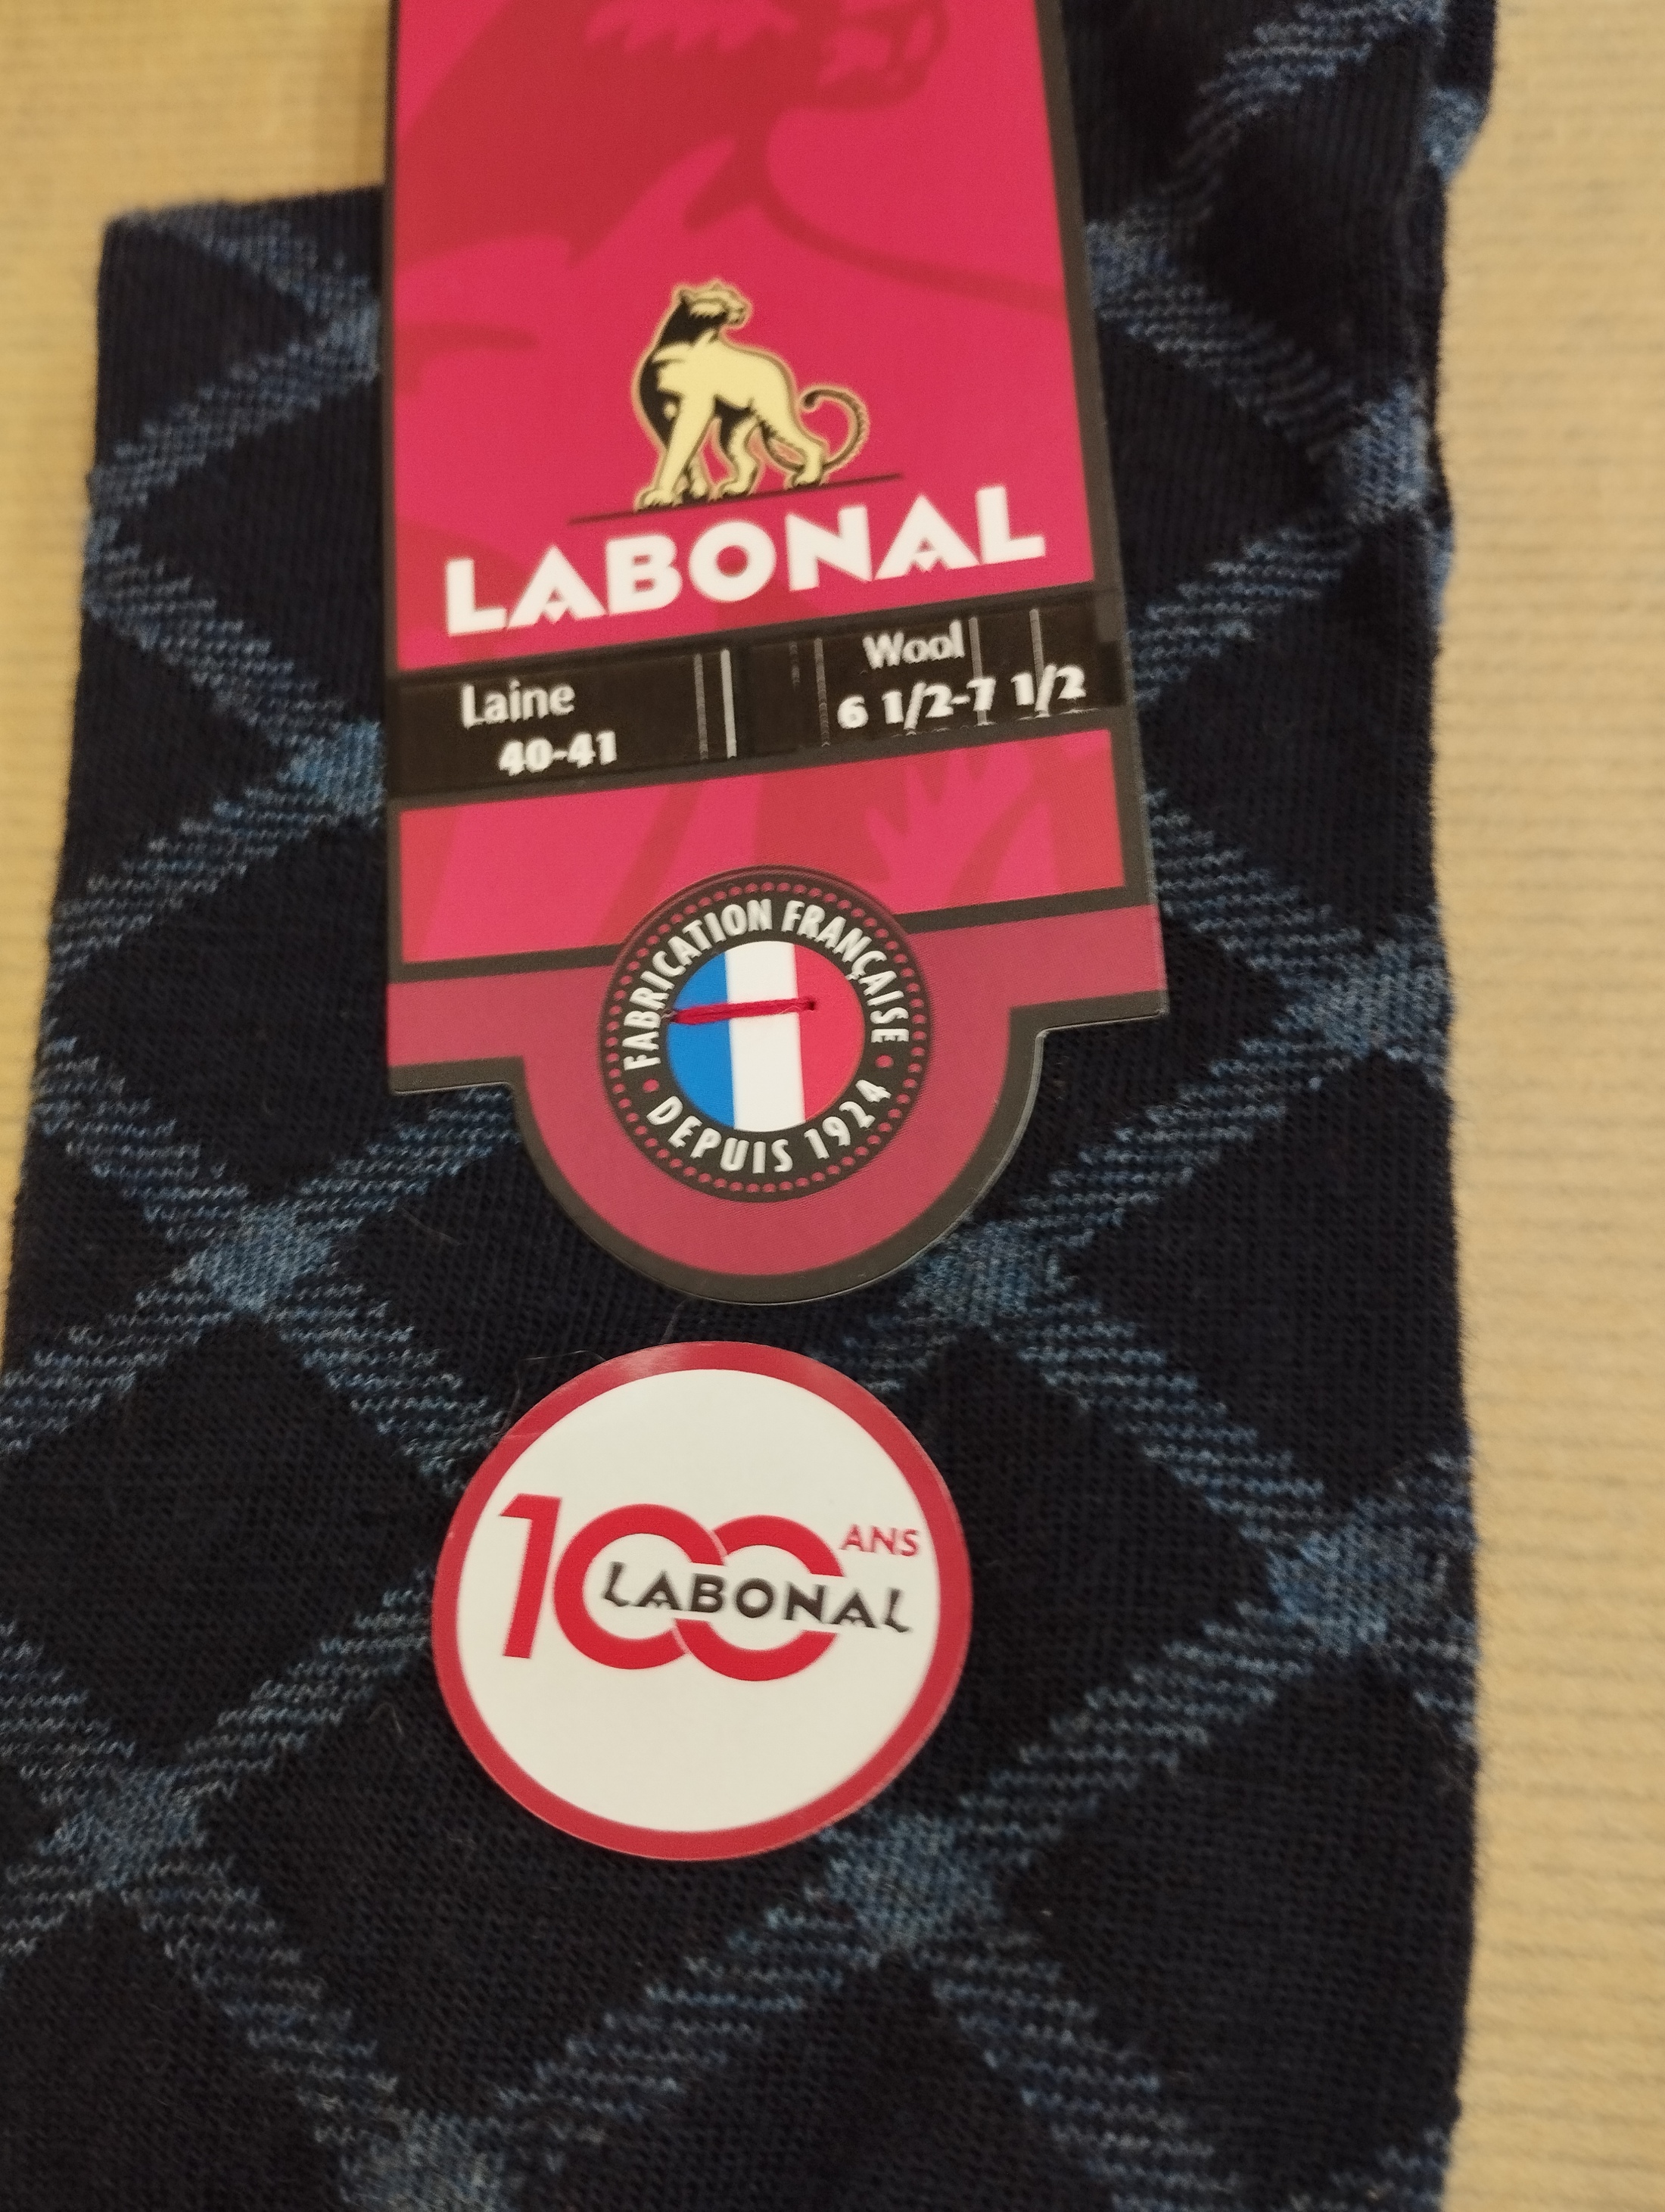 LABONAL
Laine
40-41
Wool
6 1/2-7 1/2
FABRICATION FRANÇAISE
• DEPUIS 1924 •
100 ANS
LABONAL